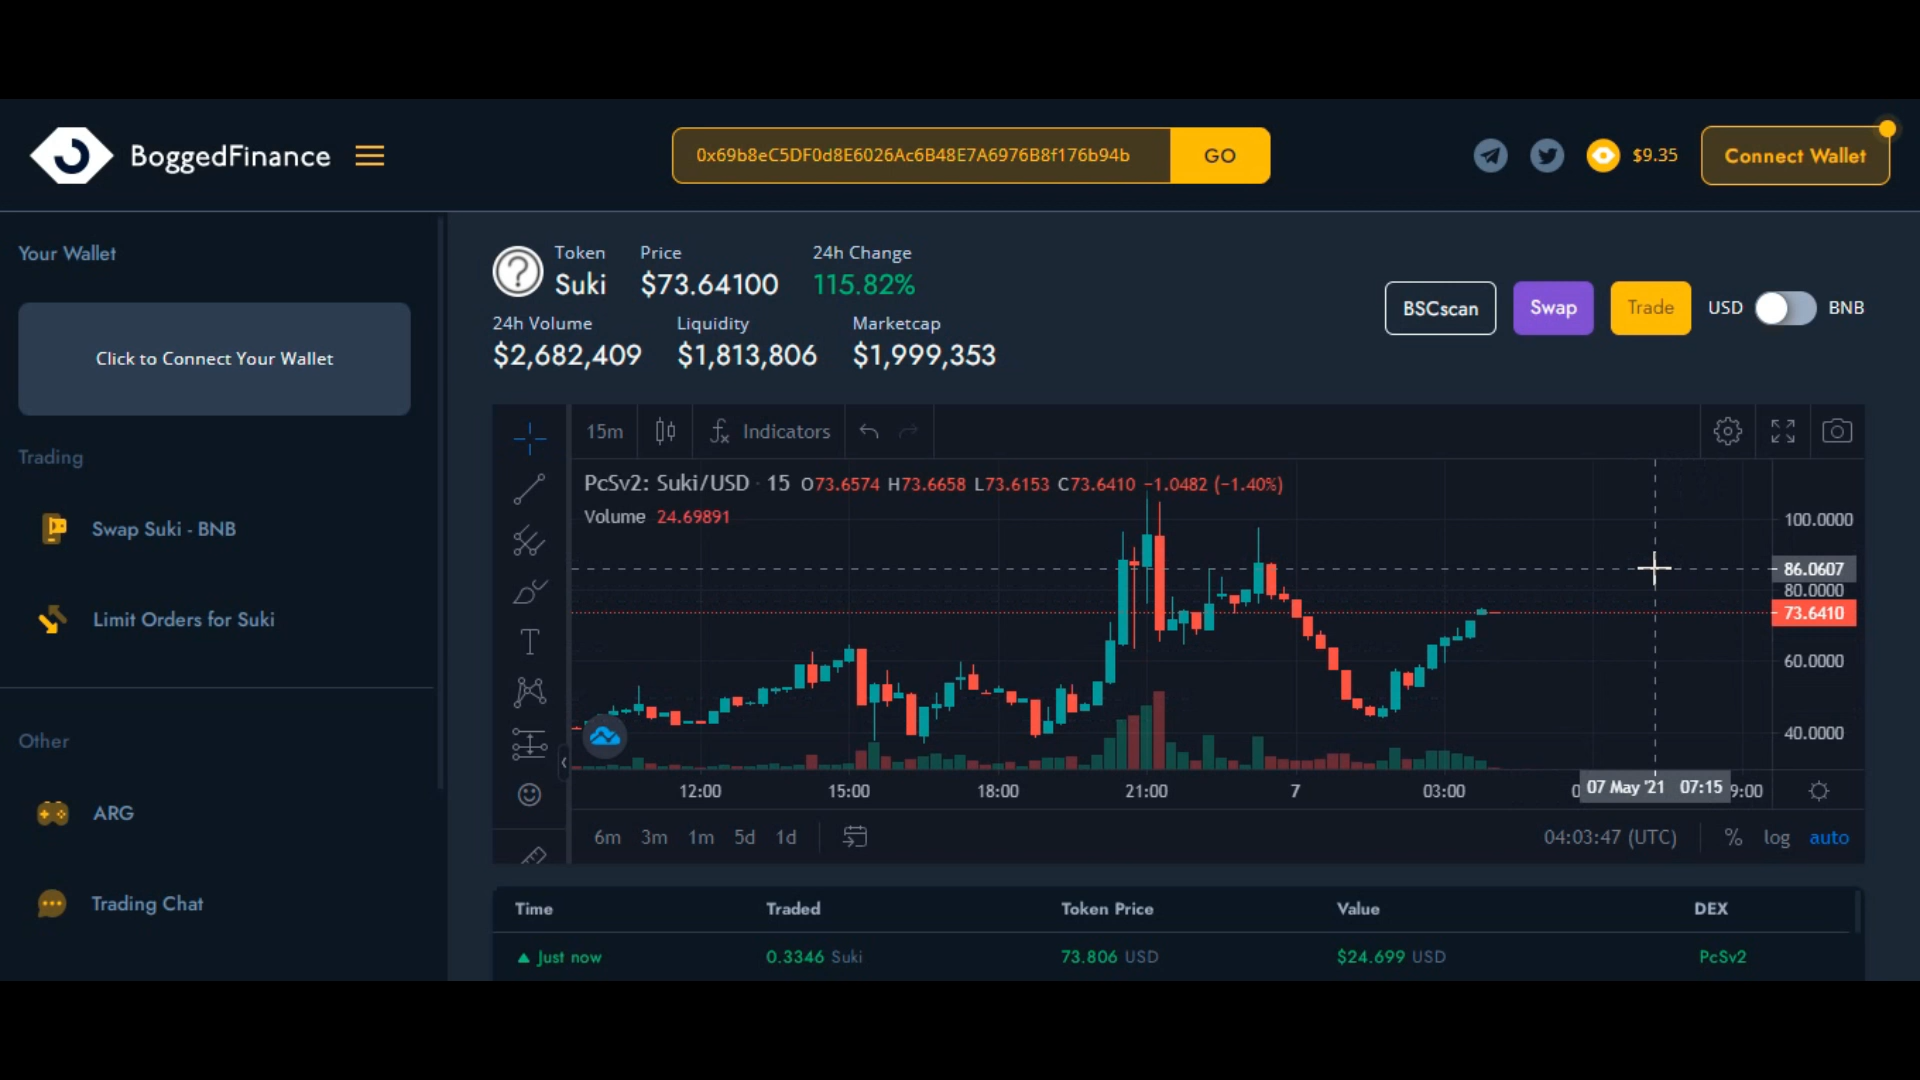 BoggedFinance
0x69b8eC5DF0d8E6026Ac6B48E7A6976B8f176b94b
GO
$9.35
Connect Wallet
Your Wallet
Click to Connect Your Wallet
Trading
Swap Suki - BNB
Limit Orders for Suki
Other
ARG
Trading Chat
Token Price 24h Change
Suki $73.64100 115.82%
24h Volume Liquidity Marketcap
$2,682,409 $1,813,806 $1,999,353
BSCscan Swap Trade USD BNB
15m Indicators
PcSv2: Suki/USD · 15 O73.6574 H73.6658 L73.6153 C73.6410 −1.0482 (−1.40%)
Volume 24.69891
100.0000
86.0607
80.0000
73.6410
60.0000
40.0000
12:00 15:00 18:00 21:00 7 03:00 07 May '21 07:15 9:00
6m 3m 1m 5d 1d 04:03:47 (UTC) % log auto
Time Traded Token Price Value DEX
Just now 0.3346 Suki 73.806 USD $24.699 USD PcSv2